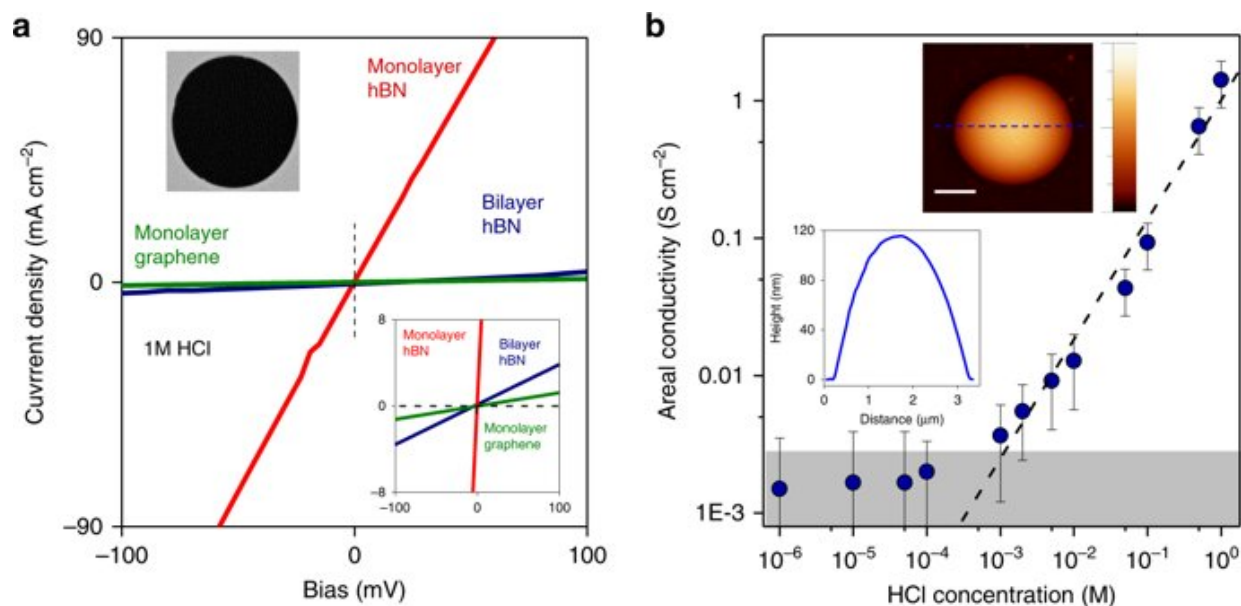 a
90
Monolayer
hBN
Bilayer
hBN
Monolayer
graphene
0
1M HCl
−90
−100
0
100
Bias (mV)
Cuvrrent density (mA cm−2)
8
Monolayer
hBN
Bilayer
hBN
0
Monolayer
graphene
−8
−100
0
100
b
1
0.1
0.01
1E-3
Areal conductivity (S cm−2)
120
80
40
0
Height (nm)
0
1
2
3
Distance (μm)
10−6
10−5
10−4
10−3
10−2
10−1
100
HCl concentration (M)